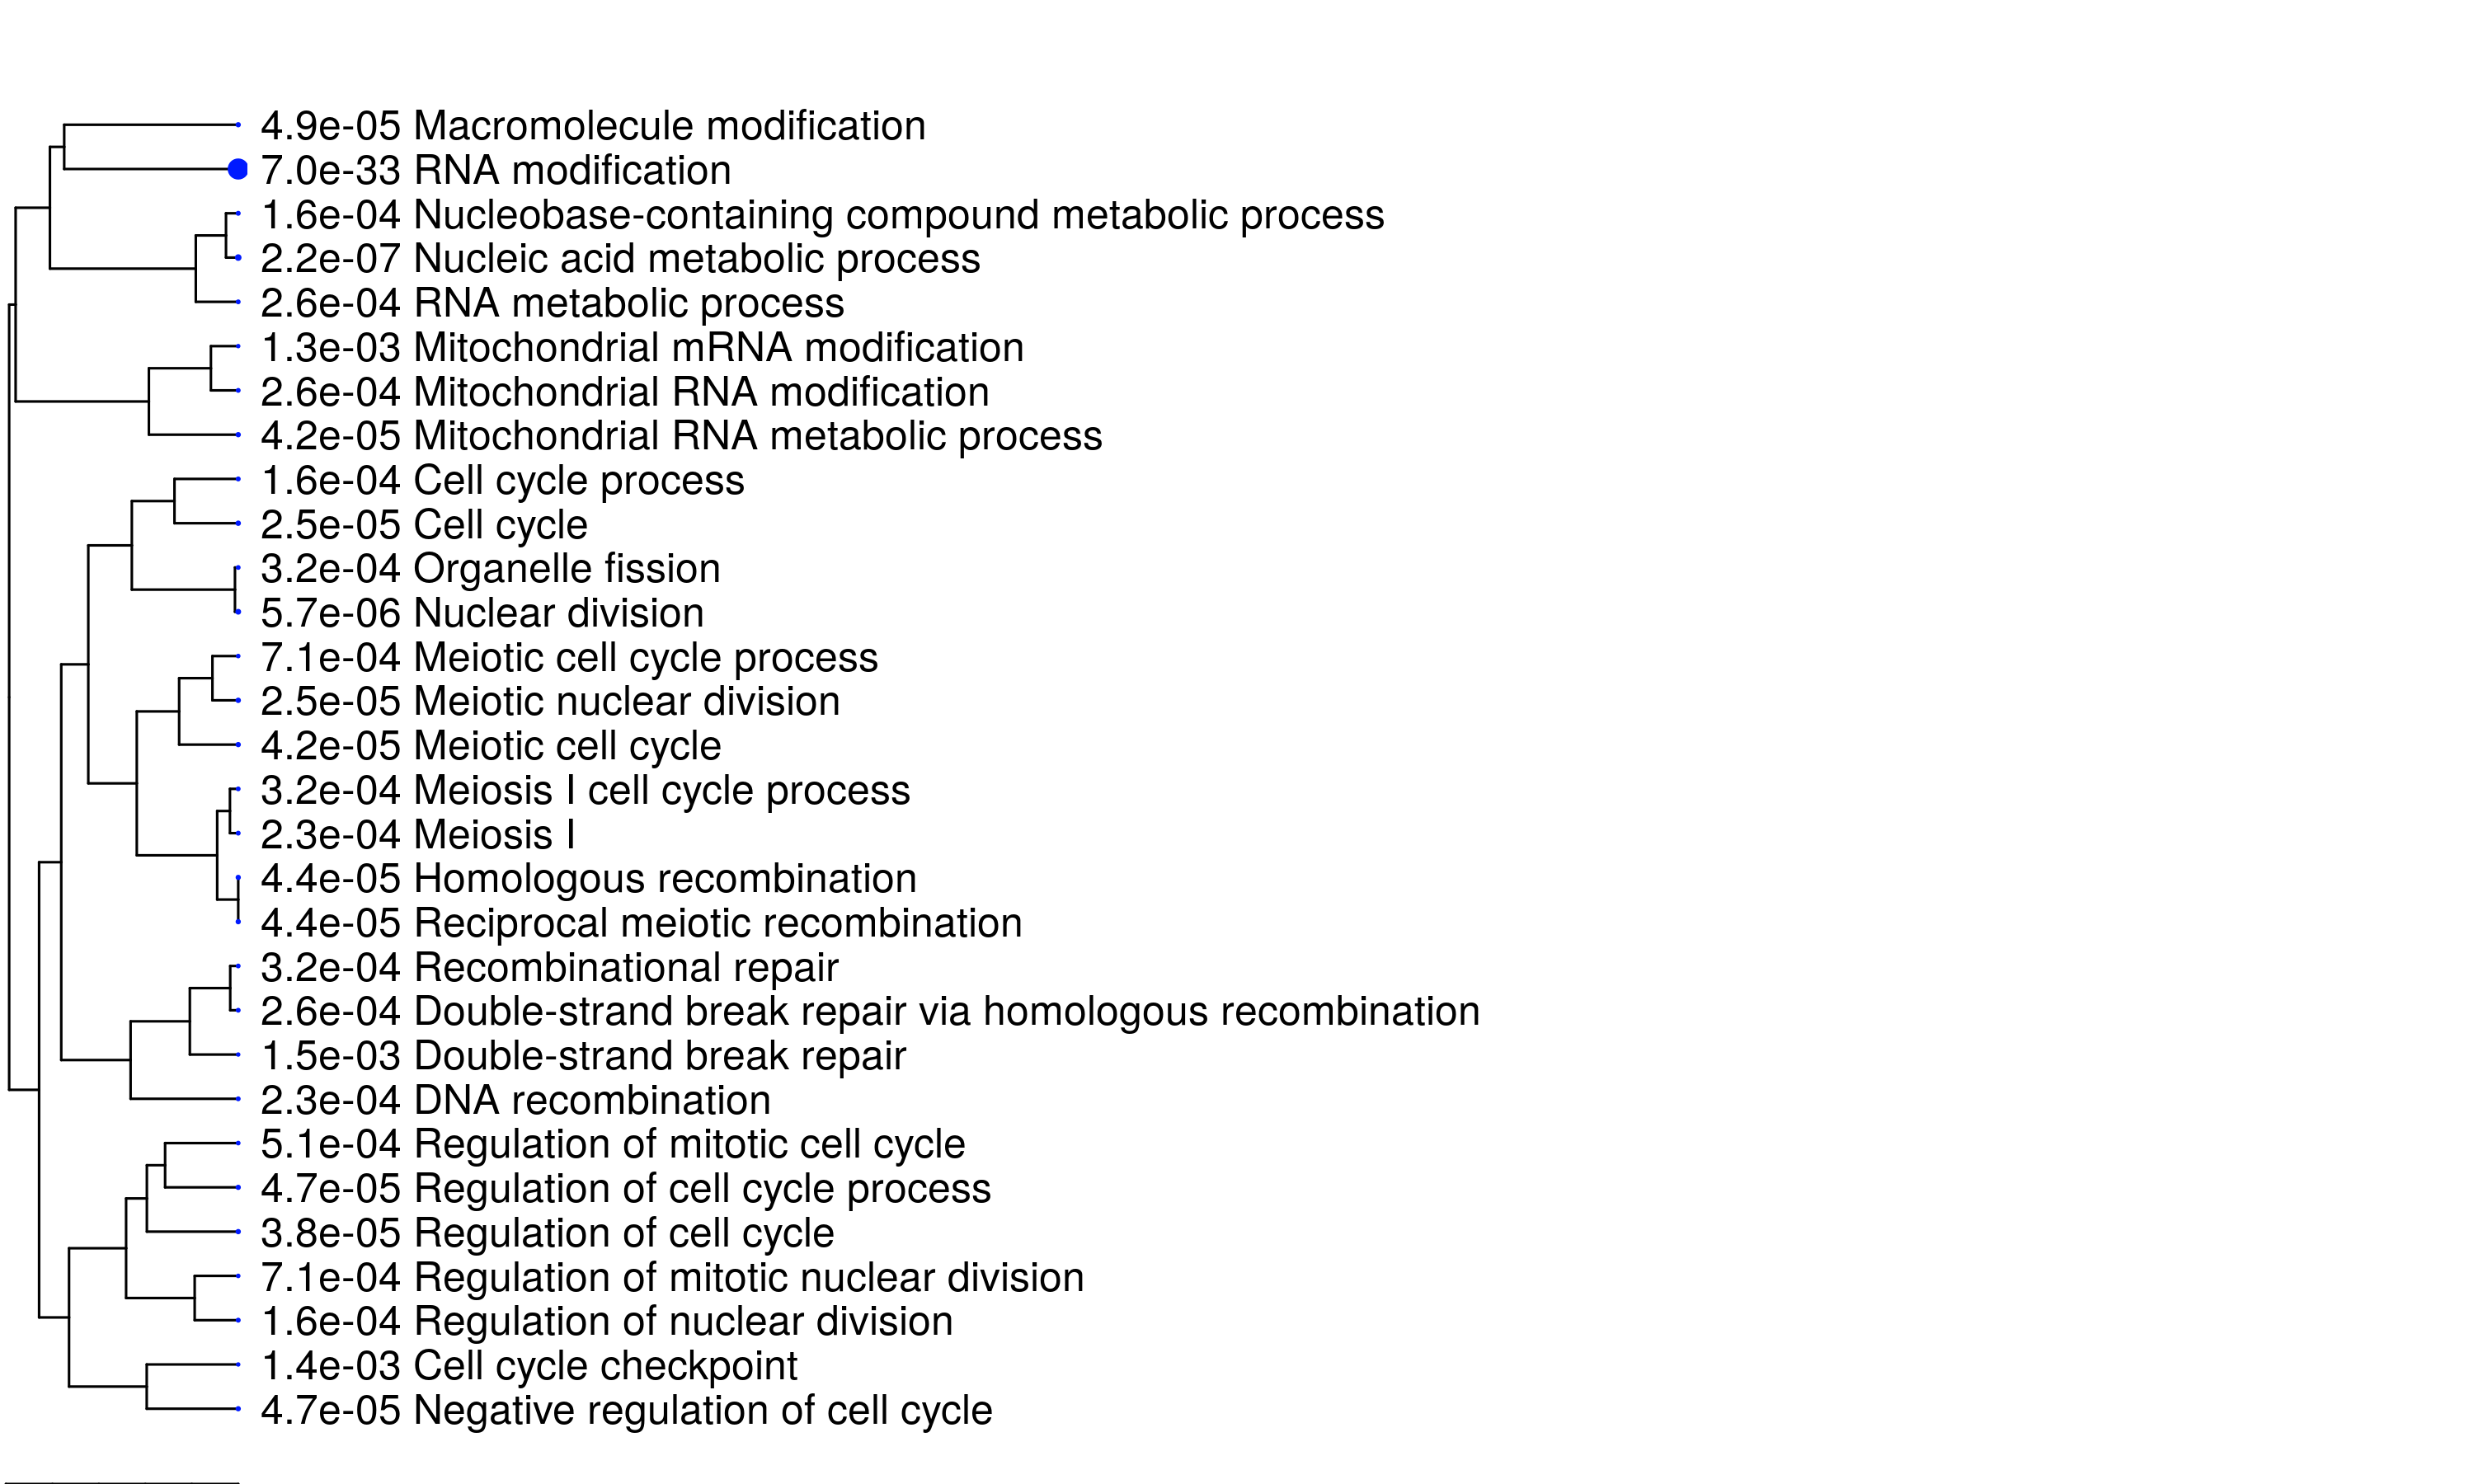 4.9e-05 Macromolecule modification
7.0e-33 RNA modification
1.6e-04 Nucleobase-containing compound metabolic process
2.2e-07 Nucleic acid metabolic process
2.6e-04 RNA metabolic process
1.3e-03 Mitochondrial mRNA modification
2.6e-04 Mitochondrial RNA modification
4.2e-05 Mitochondrial RNA metabolic process
1.6e-04 Cell cycle process
2.5e-05 Cell cycle
3.2e-04 Organelle fission
5.7e-06 Nuclear division
7.1e-04 Meiotic cell cycle process
2.5e-05 Meiotic nuclear division
4.2e-05 Meiotic cell cycle
3.2e-04 Meiosis I cell cycle process
2.3e-04 Meiosis I
4.4e-05 Homologous recombination
4.4e-05 Reciprocal meiotic recombination
3.2e-04 Recombinational repair
2.6e-04 Double-strand break repair via homologous recombination
1.5e-03 Double-strand break repair
2.3e-04 DNA recombination
5.1e-04 Regulation of mitotic cell cycle
4.7e-05 Regulation of cell cycle process
3.8e-05 Regulation of cell cycle
7.1e-04 Regulation of mitotic nuclear division
1.6e-04 Regulation of nuclear division
1.4e-03 Cell cycle checkpoint
4.7e-05 Negative regulation of cell cycle